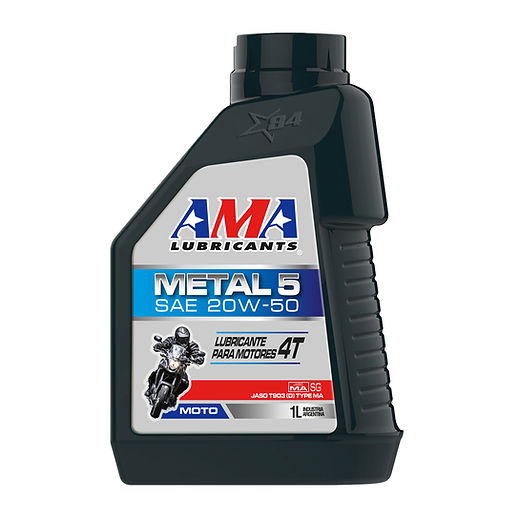 84
AMA
LUBRICANTS®
METAL 5
SAE 20W-50
LUBRICANTE
PARA MOTORES 4T
MA SG
JASO T903 (D) TYPE MA
MOTO
1L INDUSTRIA
ARGENTINA